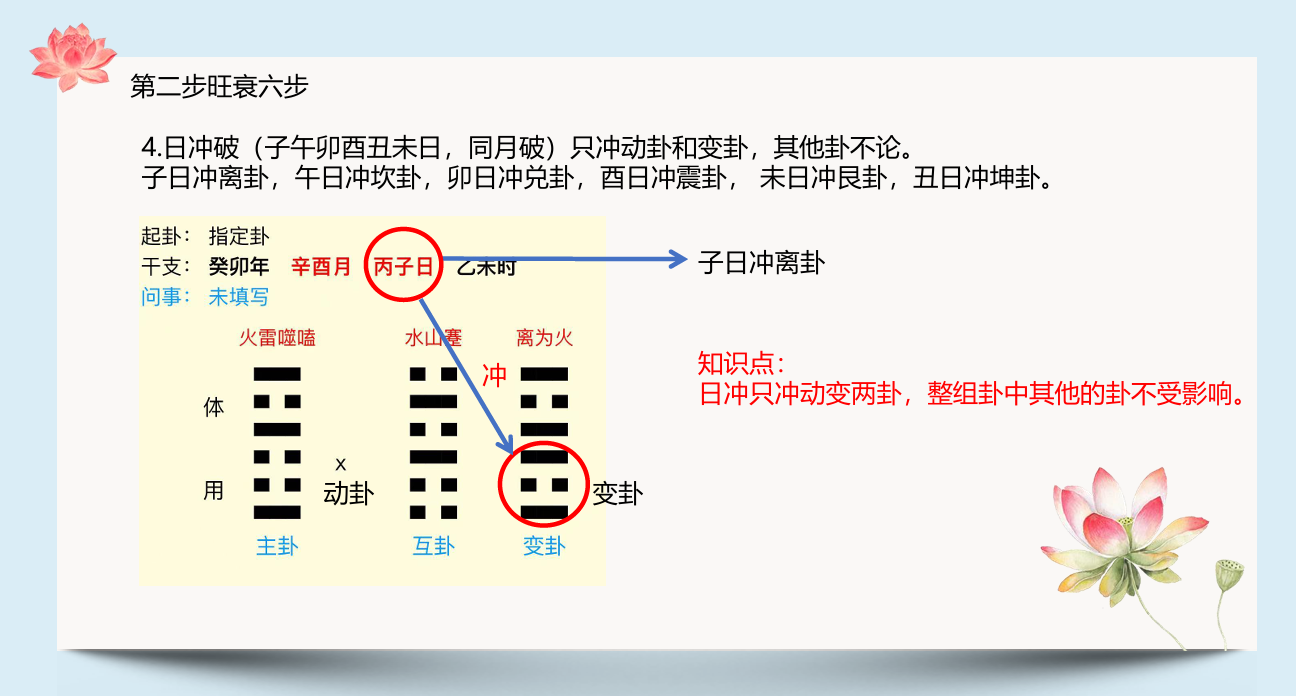 第二步旺衰六步
4.日冲破（子午卯酉丑未日，同月破）只冲动卦和变卦，其他卦不论。
子日冲离卦，午日冲坎卦，卯日冲兑卦，酉日冲震卦， 未日冲艮卦，丑日冲坤卦。
起卦： 指定卦
干支： 癸卯年 辛酉月 丙子日 乙未时
子日冲离卦
问事： 未填写
火雷噬嗑 水山蹇 离为火
知识点：
日冲只冲动变两卦，整组卦中其他的卦不受影响。
冲
体
x
用
动卦
变卦
主卦 互卦 变卦